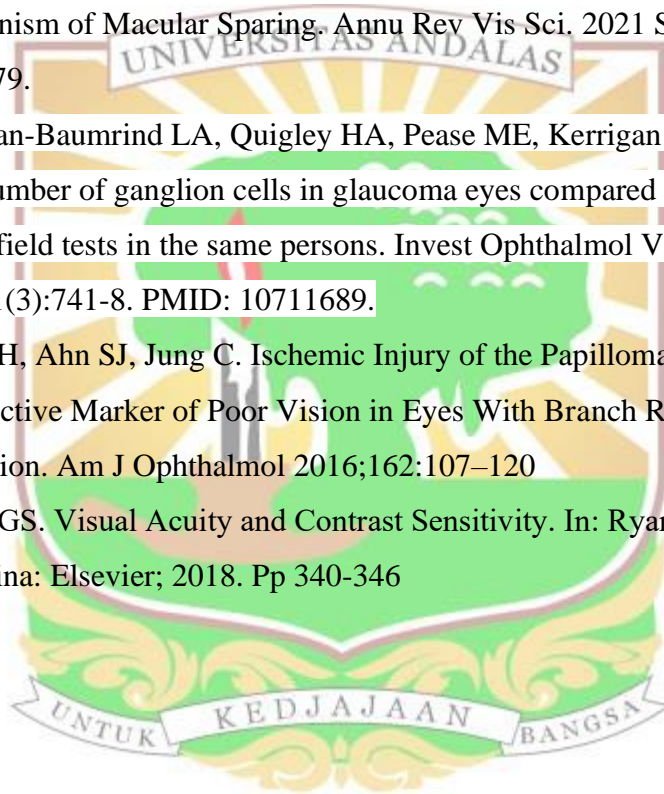 nism of Macular Sparing. Annu Rev Vis Sci. 2021 S
UNIVERSITAS ANDALAS
79.
an-Baumrind LA, Quigley HA, Pease ME, Kerrigan
umber of ganglion cells in glaucoma eyes compared
field tests in the same persons. Invest Ophthalmol V
(3):741-8. PMID: 10711689.
H, Ahn SJ, Jung C. Ischemic Injury of the Papilloma
ctive Marker of Poor Vision in Eyes With Branch R
ion. Am J Ophthalmol 2016;162:107–120
GS. Visual Acuity and Contrast Sensitivity. In: Ryan
ina: Elsevier; 2018. Pp 340-346
UNTUK KEDJAJAAN BANGSA